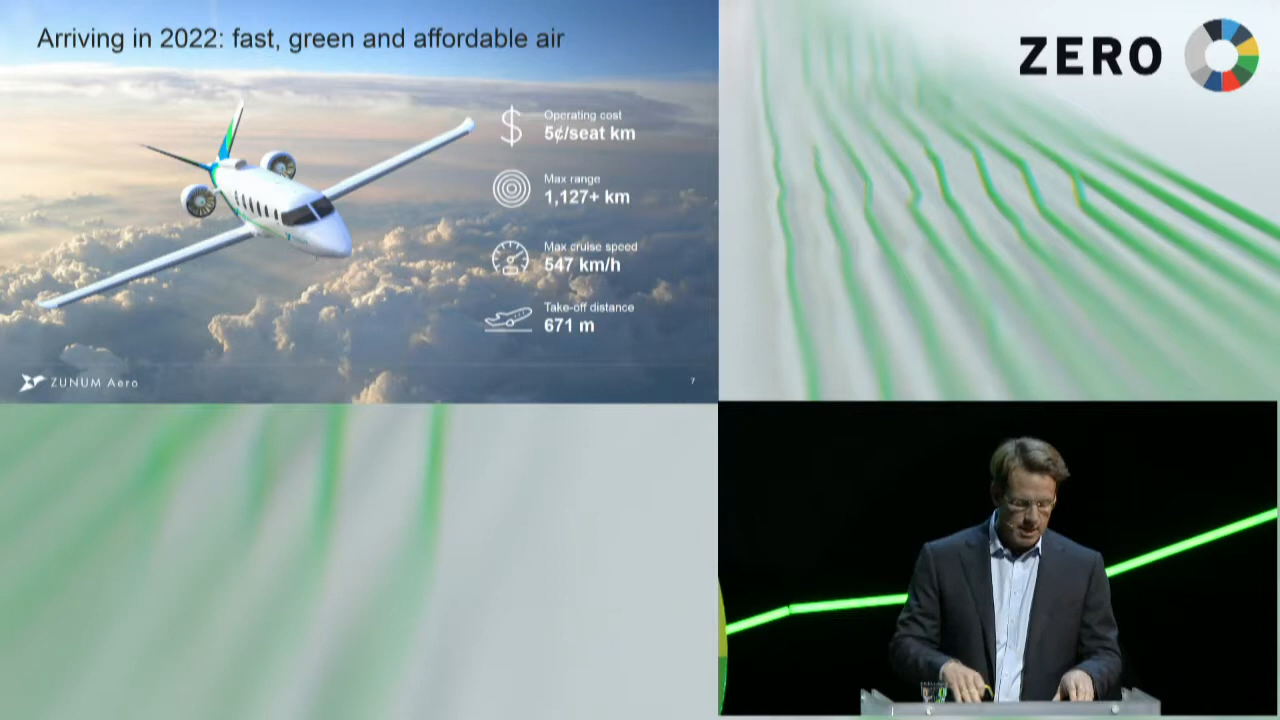 Arriving in 2022: fast, green and affordable air
Operating cost
5¢/seat km
Max range
1,127+ km
Max cruise speed
547 km/h
Take-off distance
671 m
ZUNUM Aero
7
ZERO